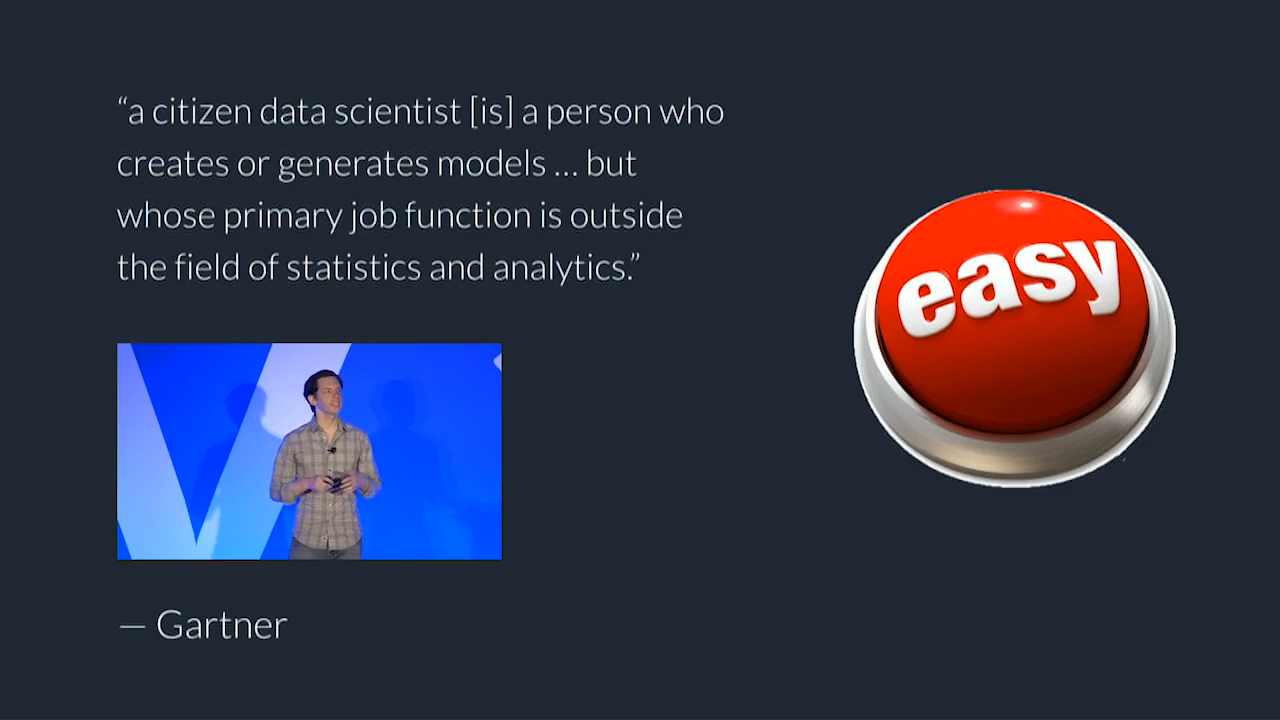 “a citizen data scientist [is] a person who
creates or generates models ... but
whose primary job function is outside
the field of statistics and analytics.”
easy
— Gartner